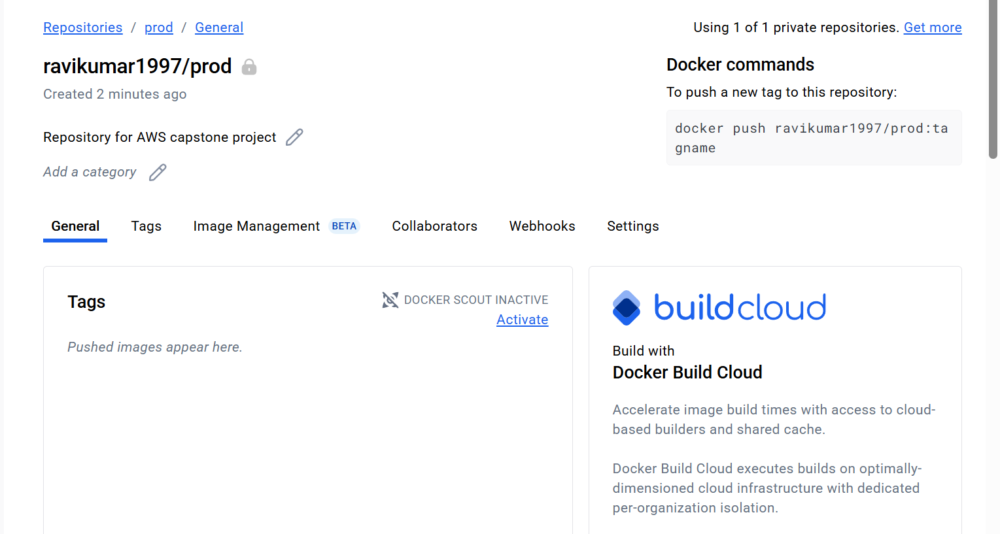 Repositories / prod / General
Using 1 of 1 private repositories. Get more
ravikumar1997/prod
Created 2 minutes ago
Repository for AWS capstone project
Add a category
Docker commands
To push a new tag to this repository:
docker push ravikumar1997/prod:ta
gname
General Tags Image Management BETA Collaborators Webhooks Settings
Tags
DOCKER SCOUT INACTIVE
Activate
Pushed images appear here.
buildcloud
Build with
Docker Build Cloud
Accelerate image build times with access to cloud-
based builders and shared cache.
Docker Build Cloud executes builds on optimally-
dimensioned cloud infrastructure with dedicated
per-organization isolation.